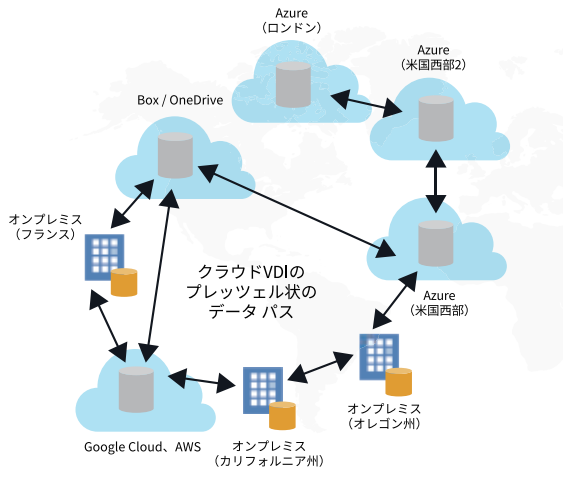 Azure
（ロンドン）
Azure
（米国西部2）
Box / OneDrive
オンプレミス
（フランス）
クラウドVDIの
プレッツェル状の
データ パス
Azure
（米国西部）
オンプレミス
（オレゴン州）
Google Cloud、AWS
オンプレミス
（カリフォルニア州）